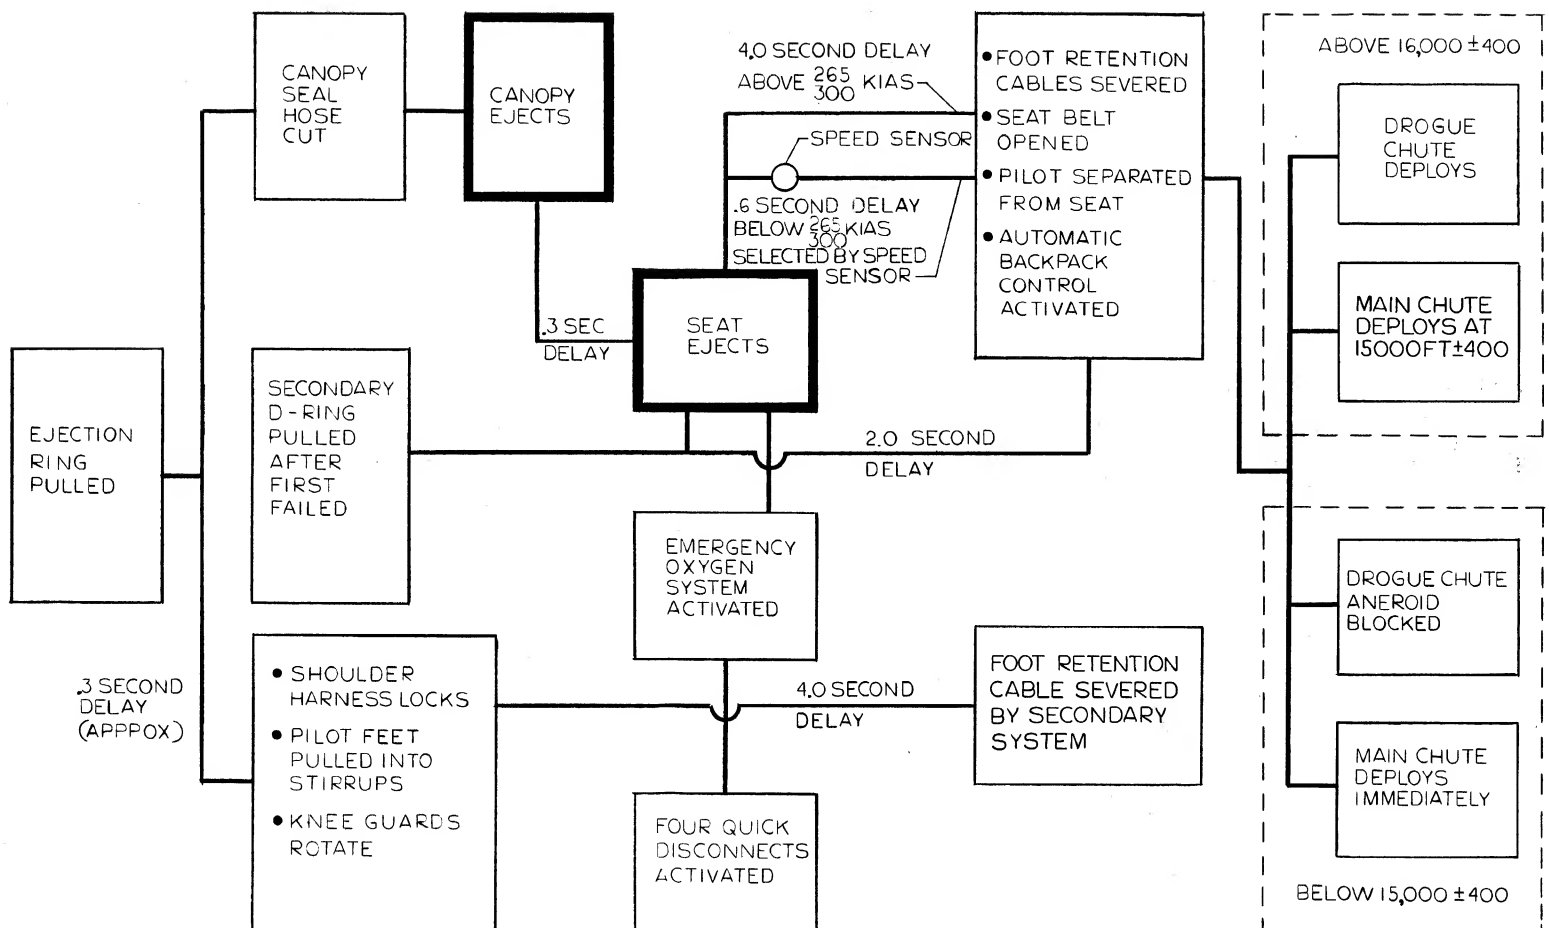 EJECTION
RING
PULLED
CANOPY
SEAL
HOSE
CUT
CANOPY
EJECTS
.3 SEC
DELAY
SECONDARY
D-RING
PULLED
AFTER
FIRST
FAILED
.3 SECOND
DELAY
(APPPOX)
● SHOULDER
HARNESS LOCKS
● PILOT FEET
PULLED INTO
STIRRUPS
● KNEE GUARDS
ROTATE
SEAT
EJECTS
4.0 SECOND DELAY
ABOVE 265/300 KIAS
SPEED SENSOR
.6 SECOND DELAY
BELOW 265/300 KIAS
SELECTED BY SPEED
SENSOR
2.0 SECOND
DELAY
EMERGENCY
OXYGEN
SYSTEM
ACTIVATED
4.0 SECOND
DELAY
FOUR QUICK
DISCONNECTS
ACTIVATED
● FOOT RETENTION
CABLES SEVERED
● SEAT BELT
OPENED
● PILOT SEPARATED
FROM SEAT
● AUTOMATIC
BACKPACK
CONTROL
ACTIVATED
FOOT RETENTION
CABLE SEVERED
BY SECONDARY
SYSTEM
ABOVE 16,000 ±400
DROGUE
CHUTE
DEPLOYS
MAIN CHUTE
DEPLOYS AT
15000FT±400
DROGUE CHUTE
ANEROID
BLOCKED
MAIN CHUTE
DEPLOYS
IMMEDIATELY
BELOW 15,000 ±400